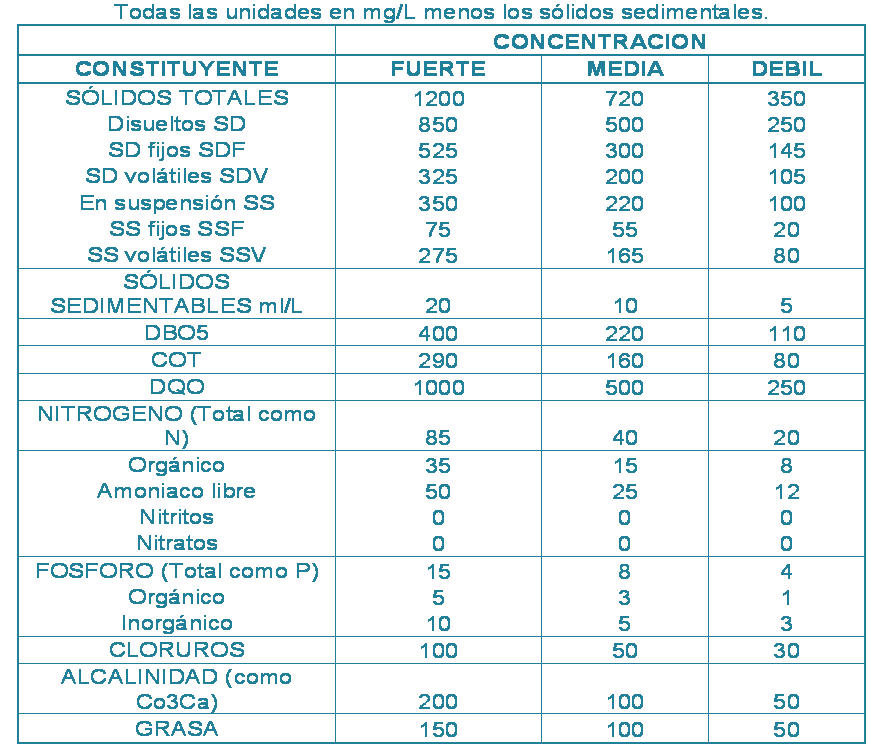 Todas las unidades en mg/L menos los sólidos sedimentales.
CONCENTRACION
CONSTITUYENTE FUERTE MEDIA DEBIL
SÓLIDOS TOTALES 1200 720 350
Disueltos SD 850 500 250
SD fijos SDF 525 300 145
SD volátiles SDV 325 200 105
En suspensión SS 350 220 100
SS fijos SSF 75 55 20
SS volátiles SSV 275 165 80
SÓLIDOS
SEDIMENTABLES ml/L 20 10 5
DBO5 400 220 110
COT 290 160 80
DQO 1000 500 250
NITROGENO (Total como
N) 85 40 20
Orgánico 35 15 8
Amoniaco libre 50 25 12
Nitritos 0 0 0
Nitratos 0 0 0
FOSFORO (Total como P) 15 8 4
Orgánico 5 3 1
Inorgánico 10 5 3
CLORUROS 100 50 30
ALCALINIDAD (como
Co3Ca) 200 100 50
GRASA 150 100 50